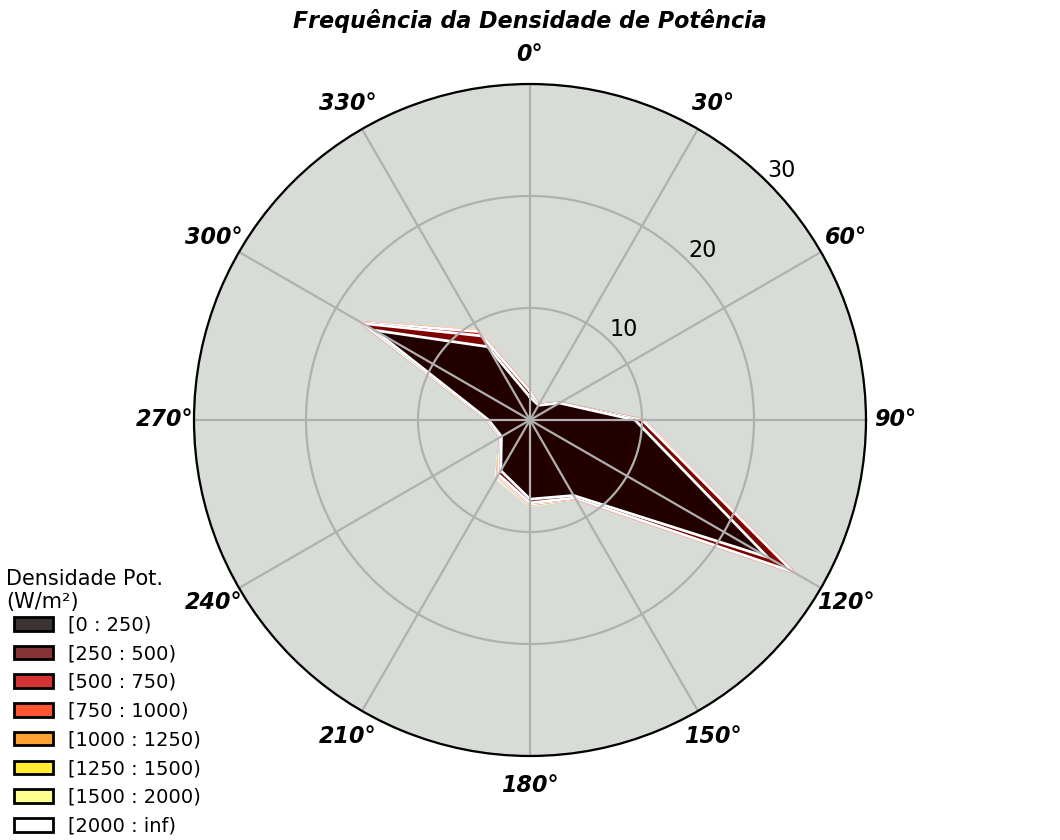 Frequência da Densidade de Potência
0°
330°
30°
30
300°
60°
20
10
270°
90°
240°
120°
210°
150°
180°
Densidade Pot.
(W/m²)
[0 : 250)
[250 : 500)
[500 : 750)
[750 : 1000)
[1000 : 1250)
[1250 : 1500)
[1500 : 2000)
[2000 : inf)